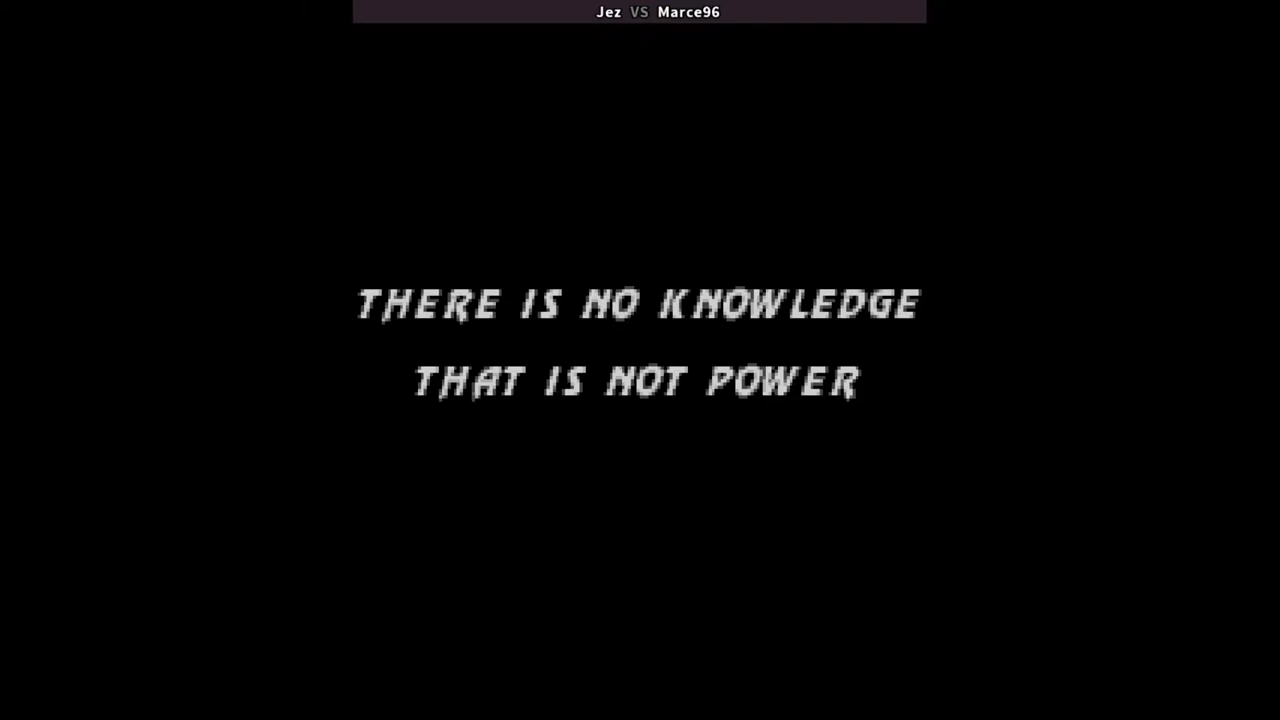 Jez VS Marce96
THERE IS NO KNOWLEDGE
THAT IS NOT POWER